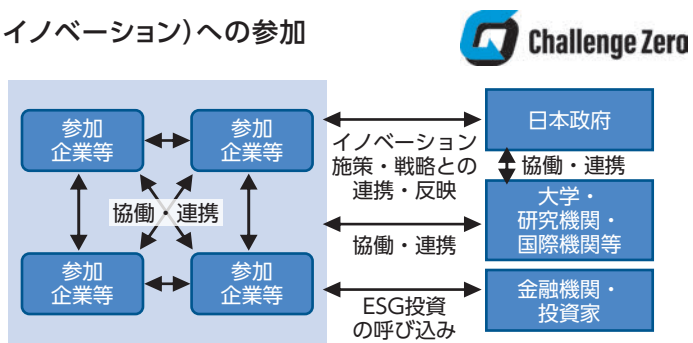 イノベーション)への参加
Challenge Zero
参加
企業等
参加
企業等
協働・連携
参加
企業等
参加
企業等
イノベーション
施策・戦略との
連携・反映
協働・連携
ESG投資
の呼び込み
日本政府
協働・連携
大学・
研究機関・
国際機関等
金融機関・
投資家